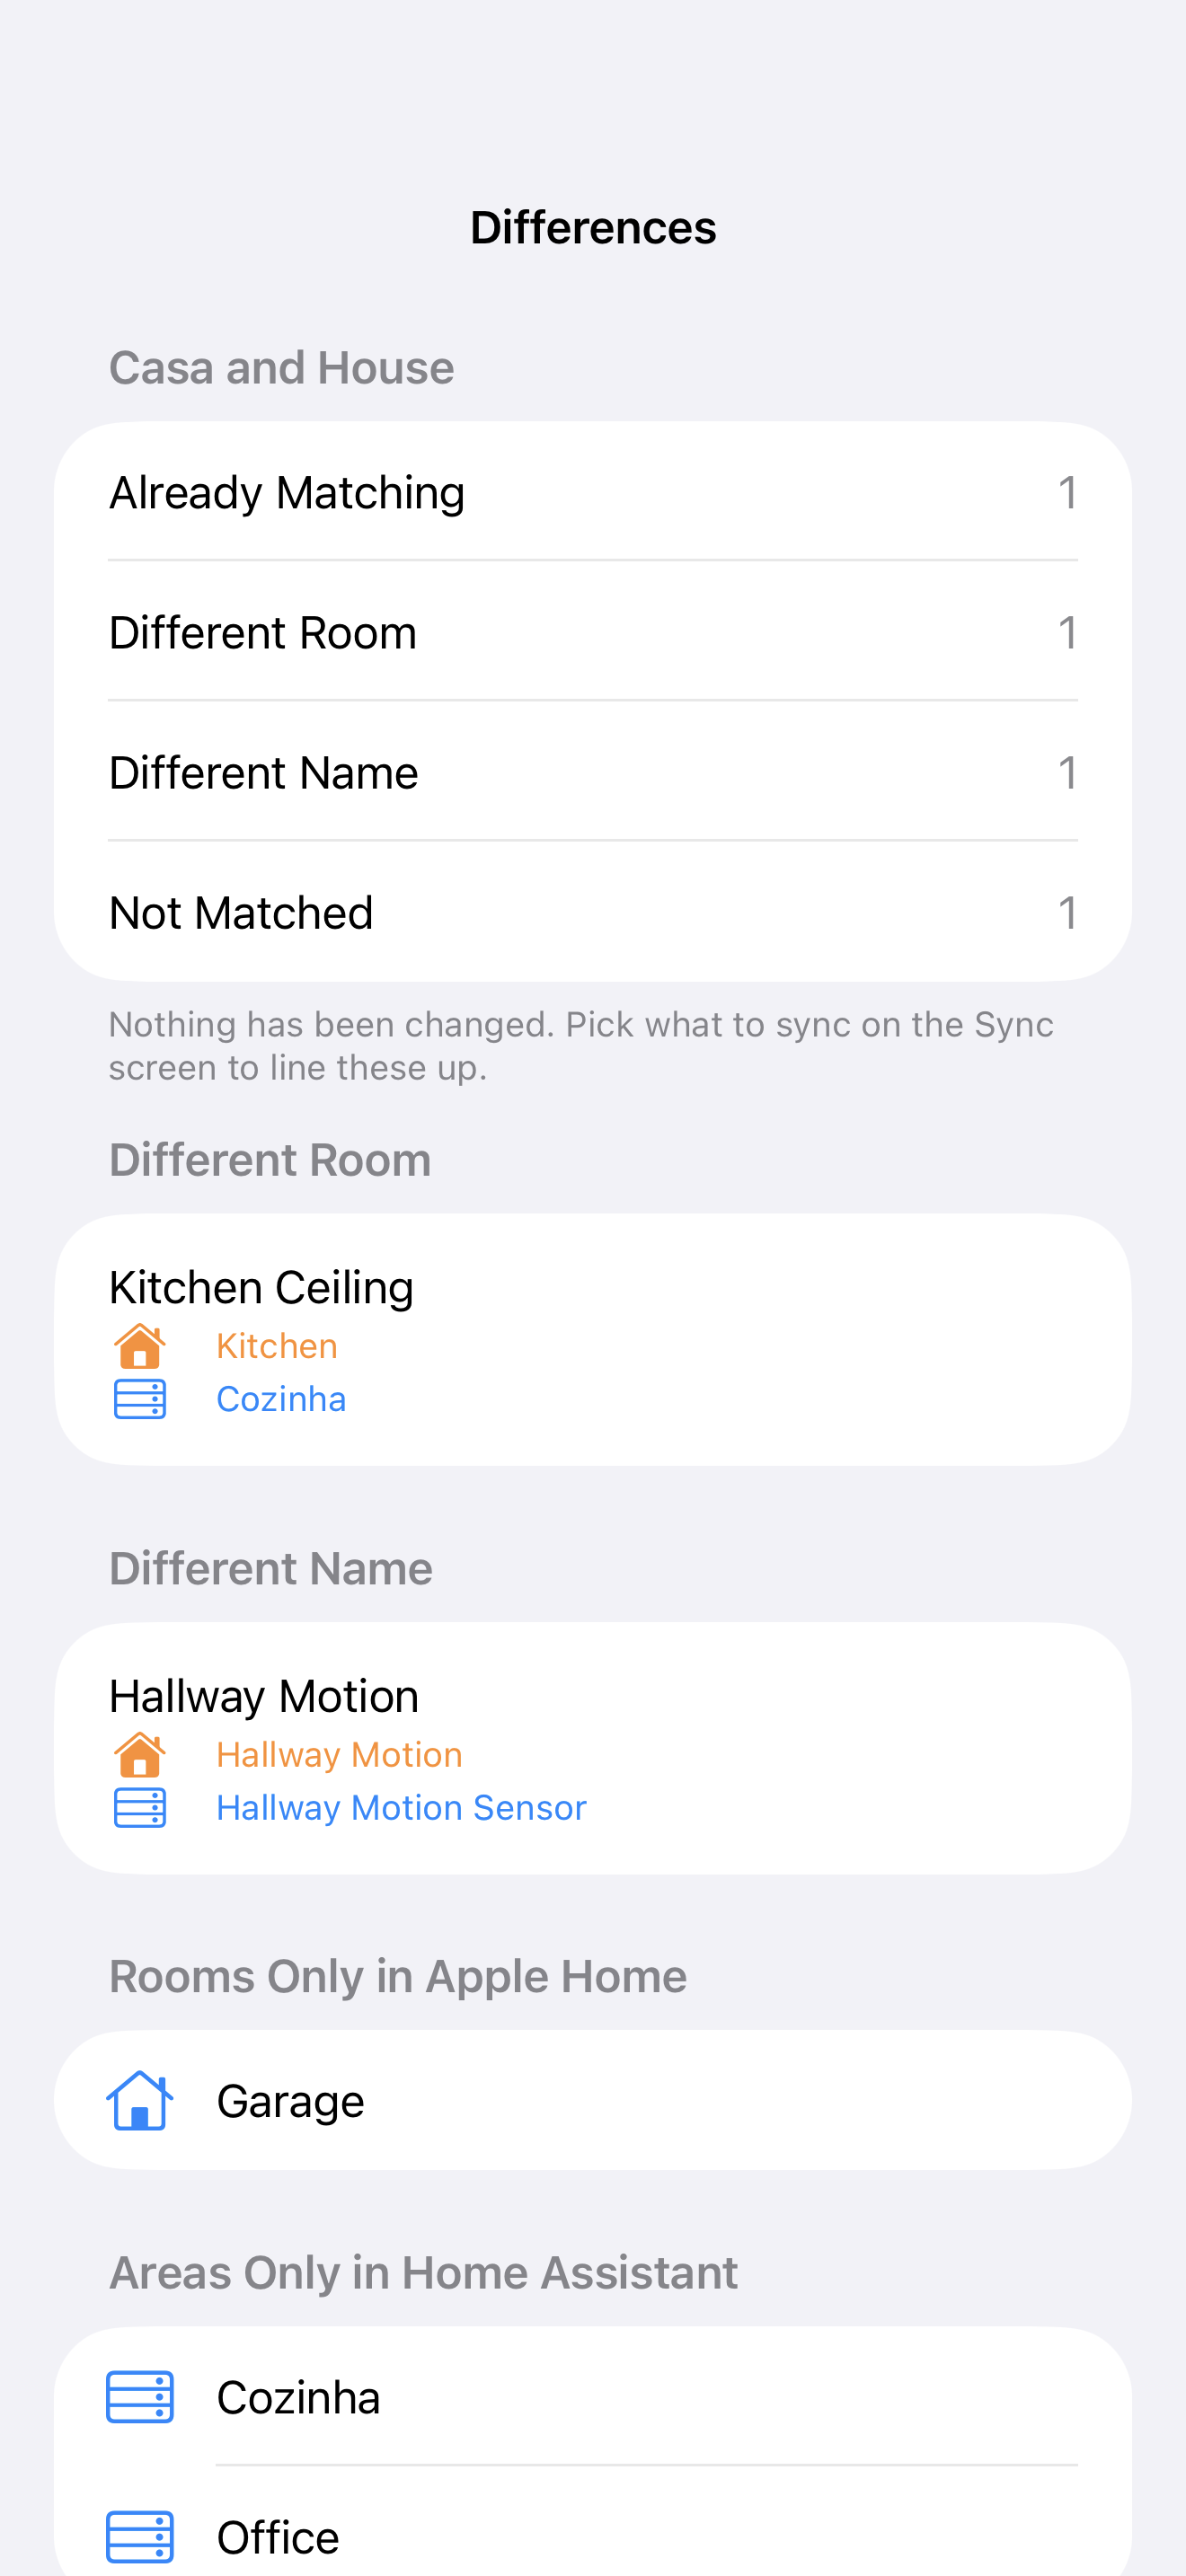 Differences
Casa and House
Already Matching 1
Different Room 1
Different Name 1
Not Matched 1
Nothing has been changed. Pick what to sync on the Sync
screen to line these up.
Different Room
Kitchen Ceiling
Kitchen
Cozinha
Different Name
Hallway Motion
Hallway Motion
Hallway Motion Sensor
Rooms Only in Apple Home
Garage
Areas Only in Home Assistant
Cozinha
Office